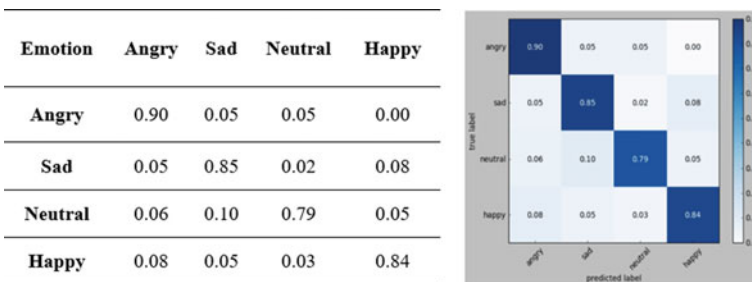 Emotion Angry Sad Neutral Happy
Angry 0.90 0.05 0.05 0.00
Sad 0.05 0.85 0.02 0.08
Neutral 0.06 0.10 0.79 0.05
Happy 0.08 0.05 0.03 0.84
true label
angry 0.90 0.05 0.05 0.00
sad 0.05 0.85 0.02 0.08
neutral 0.06 0.10 0.79 0.05
happy 0.08 0.05 0.03 0.84
angry sad neutral happy
predicted label